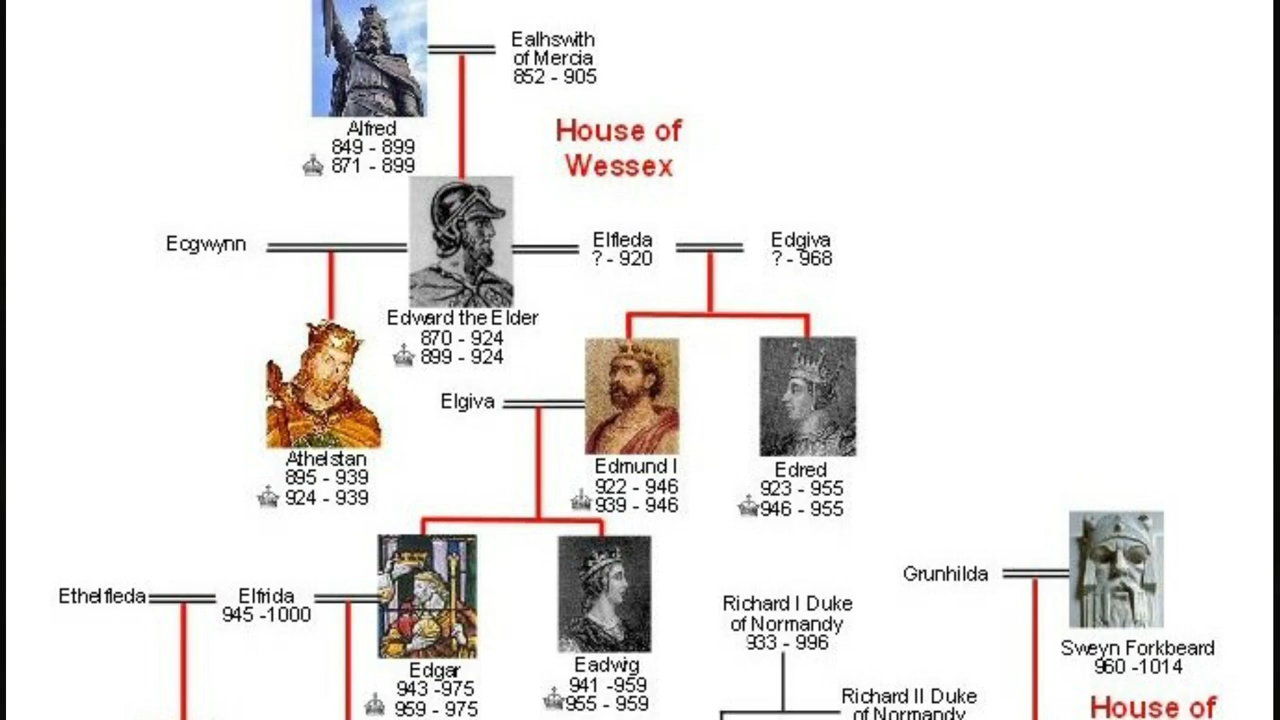 Ealhswith
of Mercia
852 - 905
Alfred
849 - 899
871 - 899
House of
Wessex
Ecgwynn
Elfleda
? - 920
Edgiva
? - 968
Edward the Elder
870 - 924
899 - 924
Elgiva
Athelstan
895 - 939
924 - 939
Edmund I
922 - 946
939 - 946
Edred
923 - 955
946 - 955
Ethelfleda
Elfrida
945 -1000
Edgar
943 -975
959 - 975
Eadwig
941 -959
955 - 959
Grunhilda
Richard I Duke
of Normandy
933 - 996
Sweyn Forkbeard
960 -1014
Richard II Duke
of Normandy
House of